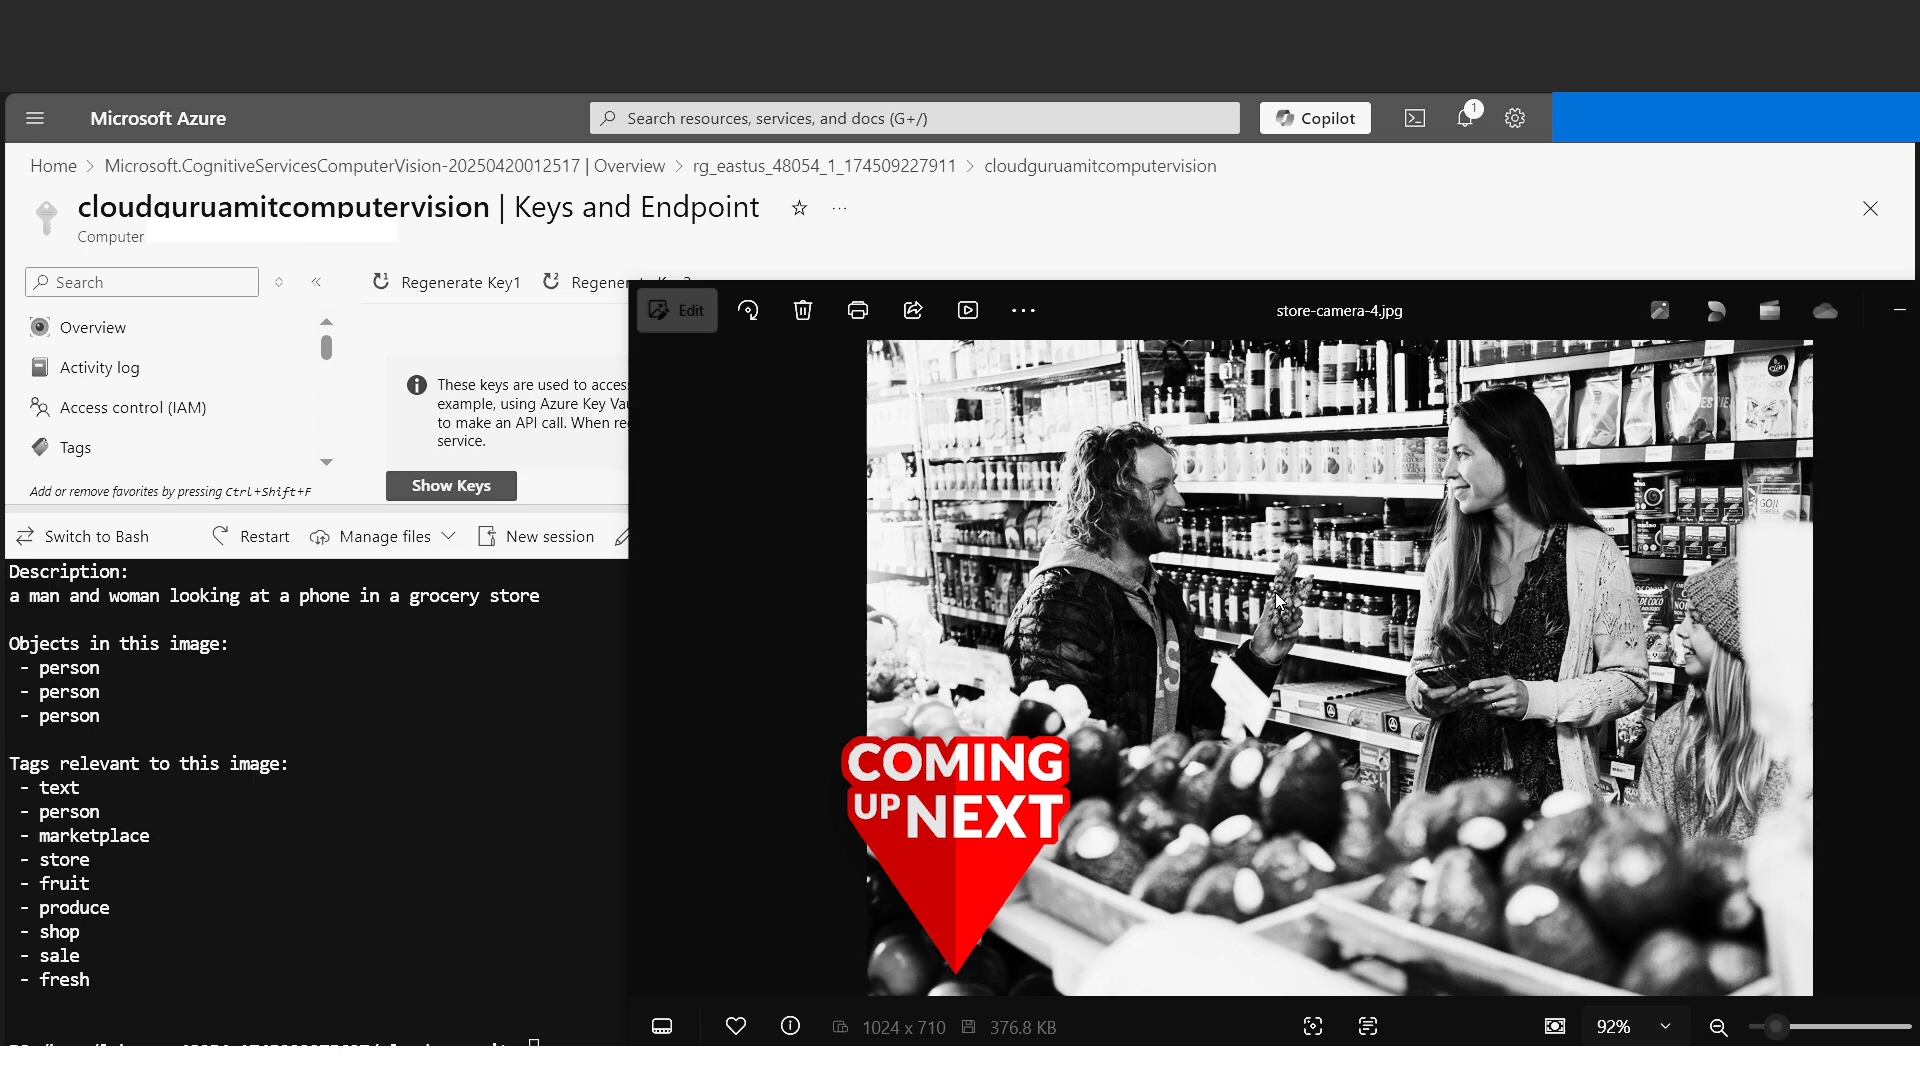 Microsoft Azure
Search resources, services, and docs (G+/)
Copilot
1
Home > Microsoft.CognitiveServicesComputerVision-20250420012517 | Overview > rg_eastus_48054_1_174509227911 > cloudguruamitcomputervision
cloudguruamitcomputervision | Keys and Endpoint
Computer
Search
Regenerate Key1
Overview
Activity log
Access control (IAM)
Tags
Add or remove favorites by pressing Ctrl+Shift+F
These keys are used to access
example, using Azure Key
to make an API call. When
service.
Show Keys
Switch to Bash
Restart
Manage files
New session
Description:
a man and woman looking at a phone in a grocery store
Objects in this image:
- person
- person
- person
Tags relevant to this image:
- text
- person
- marketplace
- store
- fruit
- produce
- shop
- sale
- fresh
Edit
store-camera-4.jpg
GOJI
COMING
UP NEXT
1024 x 710
376.8 KB
92%